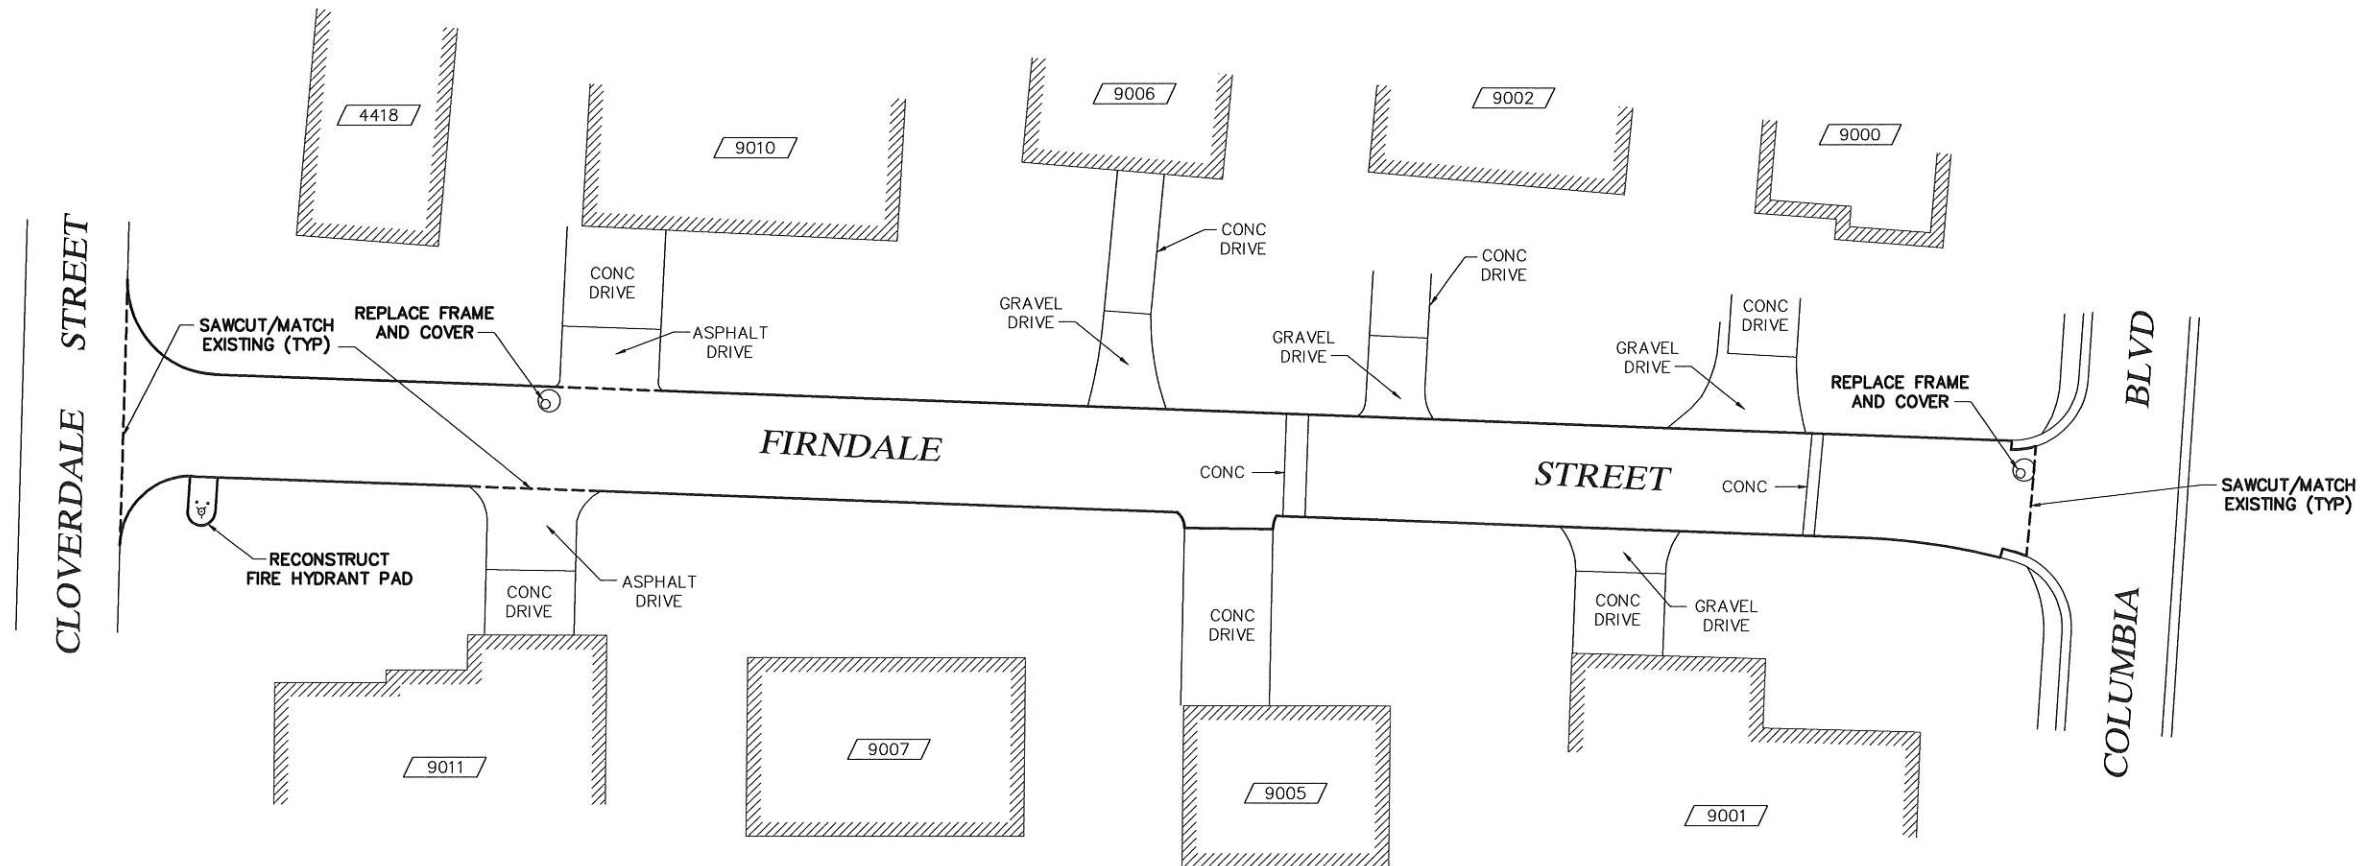 4418
9010
9006
9002
9000
CLOVERDALE STREET
SAWCUT/MATCH
EXISTING (TYP)
REPLACE FRAME
AND COVER
CONC
DRIVE
ASPHALT
DRIVE
GRAVEL
DRIVE
CONC
DRIVE
GRAVEL
DRIVE
CONC
DRIVE
GRAVEL
DRIVE
CONC
DRIVE
REPLACE FRAME
AND COVER
COLUMBIA BLVD
FIRNDALE STREET
CONC
CONC
SAWCUT/MATCH
EXISTING (TYP)
RECONSTRUCT
FIRE HYDRANT PAD
CONC
DRIVE
ASPHALT
DRIVE
CONC
DRIVE
CONC
DRIVE
GRAVEL
DRIVE
9011
9007
9005
9001